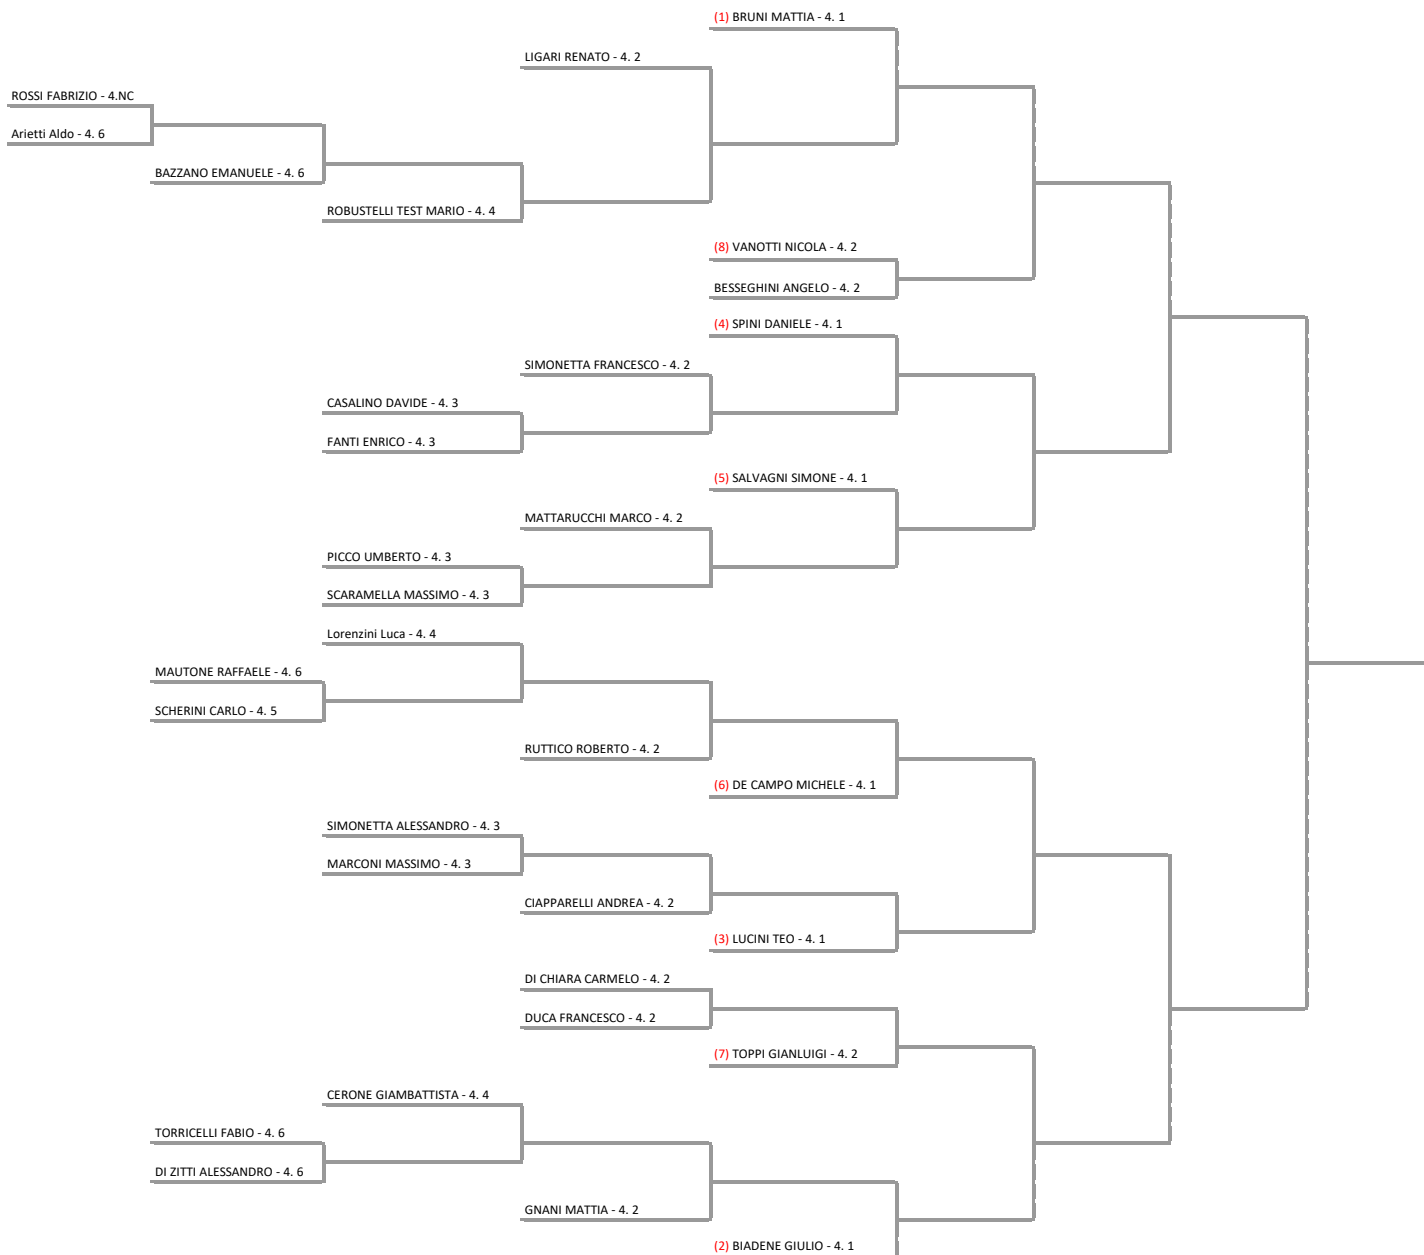 (1) BRUNI MATTIA - 4. 1
LIGARI RENATO - 4. 2
ROSSI FABRIZIO - 4.NC
Arietti Aldo - 4. 6
BAZZANO EMANUELE - 4. 6
ROBUSTELLI TEST MARIO - 4. 4
(8) VANOTTI NICOLA - 4. 2
BESSEGHINI ANGELO - 4. 2
(4) SPINI DANIELE - 4. 1
SIMONETTA FRANCESCO - 4. 2
CASALINO DAVIDE - 4. 3
FANTI ENRICO - 4. 3
(5) SALVAGNI SIMONE - 4. 1
MATTARUCCHI MARCO - 4. 2
PICCO UMBERTO - 4. 3
SCARAMELLA MASSIMO - 4. 3
Lorenzini Luca - 4. 4
MAUTONE RAFFAELE - 4. 6
SCHERINI CARLO - 4. 5
RUTTICO ROBERTO - 4. 2
(6) DE CAMPO MICHELE - 4. 1
SIMONETTA ALESSANDRO - 4. 3
MARCONI MASSIMO - 4. 3
CIAPPARELLI ANDREA - 4. 2
(3) LUCINI TEO - 4. 1
DI CHIARA CARMELO - 4. 2
DUCA FRANCESCO - 4. 2
(7) TOPPI GIANLUIGI - 4. 2
CERONE GIAMBATTISTA - 4. 4
TORRICELLI FABIO - 4. 6
DI ZITTI ALESSANDRO - 4. 6
GNANI MATTIA - 4. 2
(2) BIADENE GIULIO - 4. 1